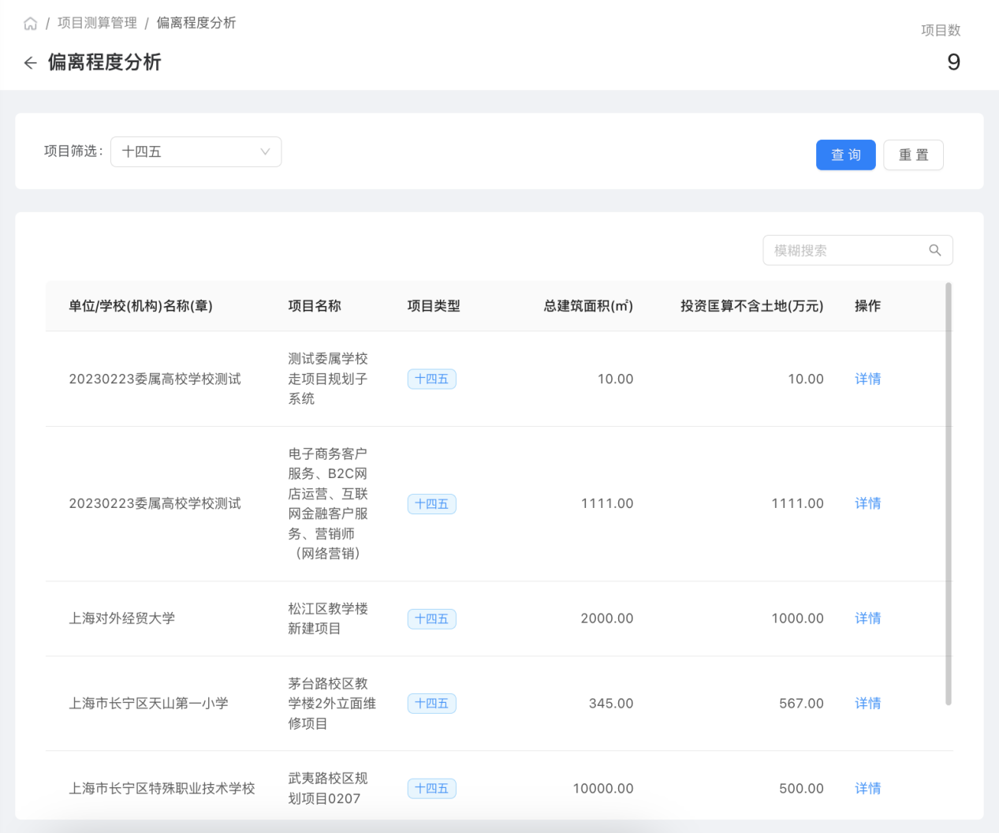 / 项目测算管理 / 偏离程度分析
项目数
← 偏离程度分析
9
项目筛选: 十四五
查 询
重 置
模糊搜索
单位/学校(机构)名称(章) 项目名称 项目类型 总建筑面积(㎡) 投资匡算不含土地(万元) 操作
20230223委属高校学校测试
测试委属学校
走项目规划子
系统
十四五 10.00 10.00 详情
20230223委属高校学校测试
电子商务客户
服务、B2C网
店运营、互联
网金融客户服
务、营销师
（网络营销）
十四五 1111.00 1111.00 详情
上海对外经贸大学
松江区教学楼
新建项目
十四五 2000.00 1000.00 详情
上海市长宁区天山第一小学
茅台路校区教
学楼2外立面维
修项目
十四五 345.00 567.00 详情
上海市长宁区特殊职业技术学校
武夷路校区规
划项目0207
十四五 10000.00 500.00 详情